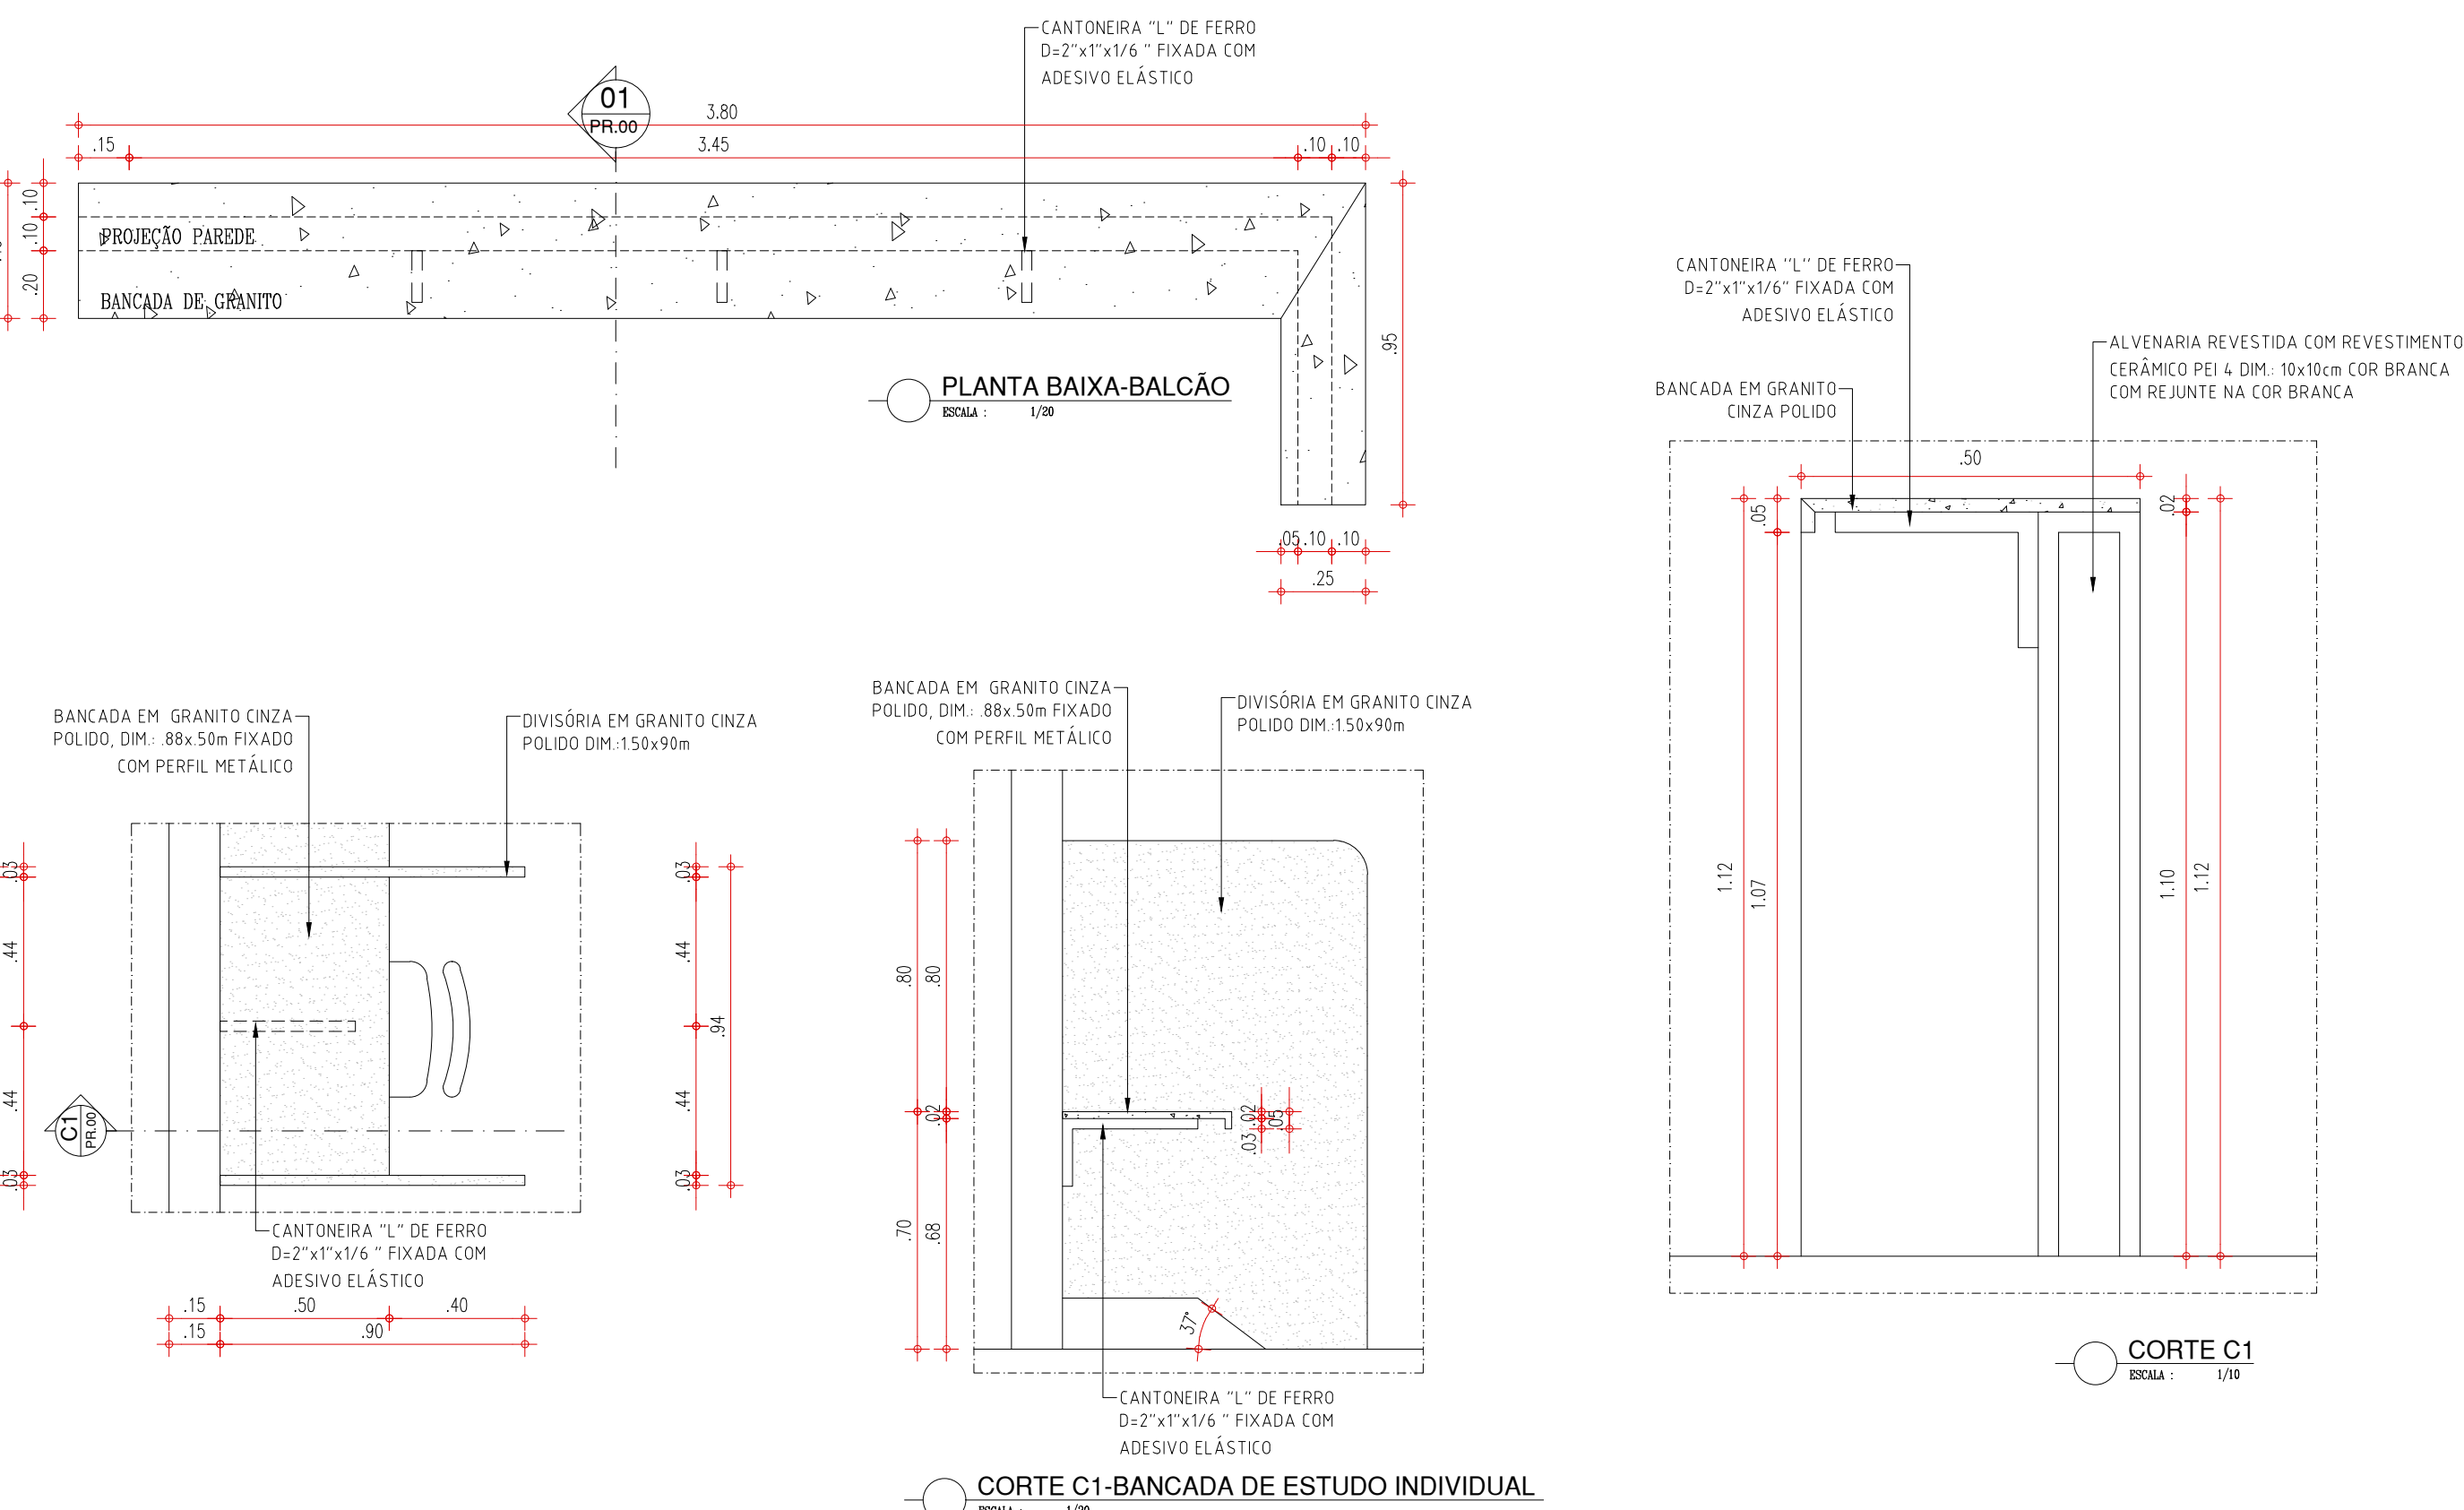 CANTONEIRA "L" DE FERRO
D=2"x1"x1/6 " FIXADA COM
ADESIVO ELÁSTICO
01
PR.00
3.80
.15
3.45
.10
.10
.10
.10
.20
PROJEÇÃO PAREDE
BANCADA DE GRANITO
.95
PLANTA BAIXA-BALCÃO
ESCALA : 1/20
.05
.10
.10
.25
CANTONEIRA "L" DE FERRO
D=2"x1"x1/6" FIXADA COM
ADESIVO ELÁSTICO
ALVENARIA REVESTIDA COM REVESTIMENTO
CERÂMICO PEI 4 DIM.: 10x10cm COR BRANCA
COM REJUNTE NA COR BRANCA
BANCADA EM GRANITO
CINZA POLIDO
.50
.05
.02
1.12
1.07
1.10
1.12
CORTE C1
ESCALA : 1/10
BANCADA EM GRANITO CINZA
POLIDO, DIM.: .88x.50m FIXADO
COM PERFIL METÁLICO
DIVISÓRIA EM GRANITO CINZA
POLIDO DIM.:1.50x90m
.03
.44
.44
.03
C1
PR.00
.03
.44
.94
.44
.03
CANTONEIRA "L" DE FERRO
D=2"x1"x1/6 " FIXADA COM
ADESIVO ELÁSTICO
.15
.50
.40
.15
.90
BANCADA EM GRANITO CINZA
POLIDO, DIM.: .88x.50m FIXADO
COM PERFIL METÁLICO
DIVISÓRIA EM GRANITO CINZA
POLIDO DIM.:1.50x90m
.80
.80
.02
.02
.05
.03
.70
.68
37°
CANTONEIRA "L" DE FERRO
D=2"x1"x1/6 " FIXADA COM
ADESIVO ELÁSTICO
CORTE C1-BANCADA DE ESTUDO INDIVIDUAL
ESCALA : 1/20